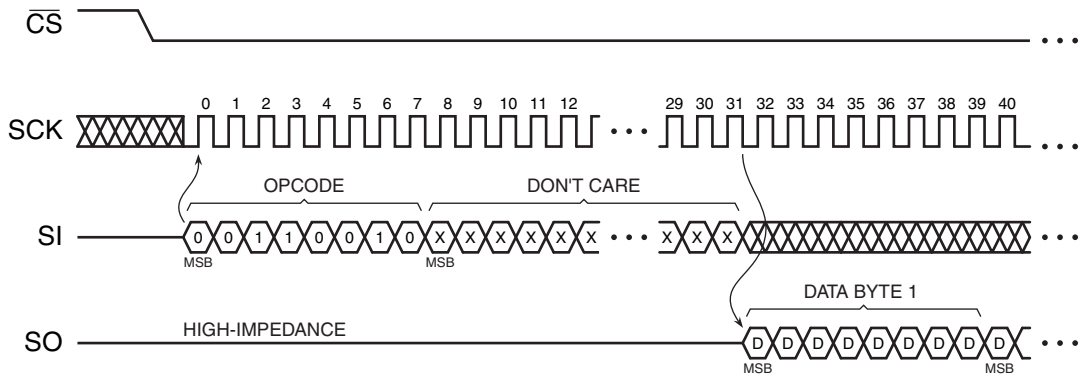 CS
0 1 2 3 4 5 6 7 8 9 10 11 12 29 30 31 32 33 34 35 36 37 38 39 40
SCK
OPCODE DON'T CARE
SI 0 0 1 1 0 0 1 0 X X X X X X X X X
MSB MSB
DATA BYTE 1
HIGH-IMPEDANCE
SO D D D D D D D D D
MSB MSB